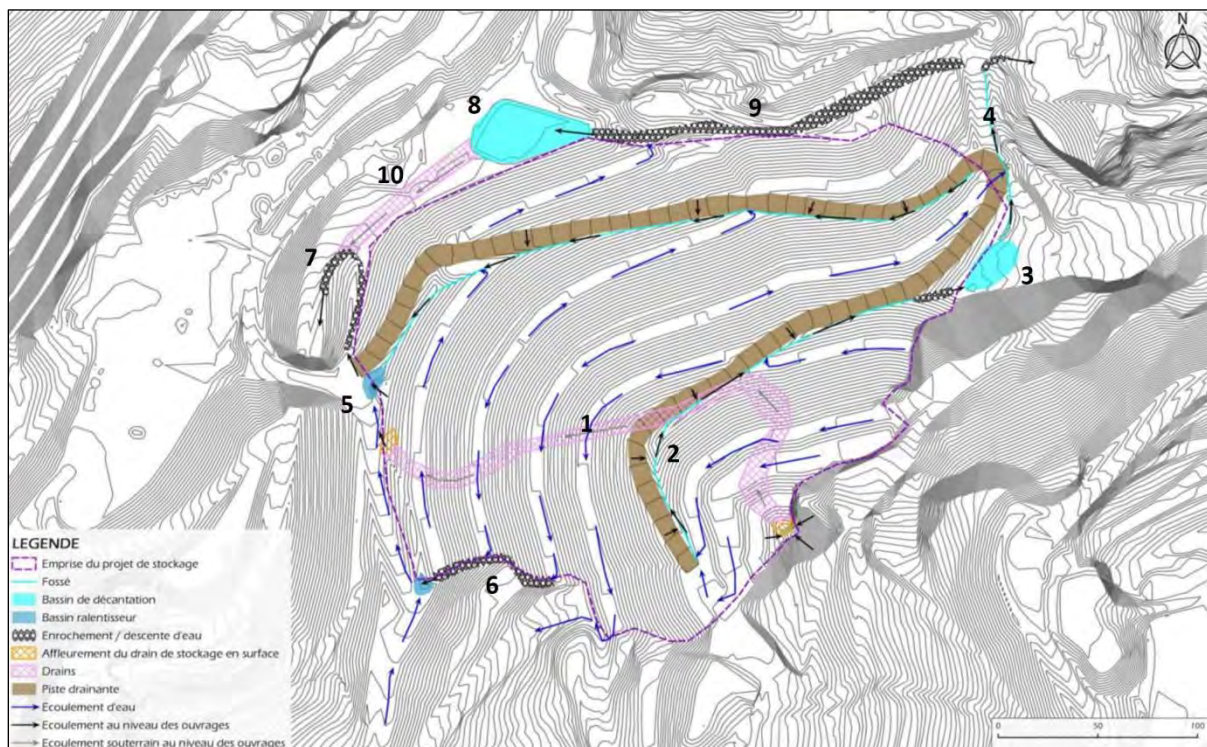 N
8
9
4
10
7
3
5
1
2
6
LEGENDE
Emprise du projet de stockage
Fossé
Bassin de décantation
Bassin ralentisseur
Enrochement / descente d'eau
Affleurement du drain de stockage en surface
Drains
Piste drainante
Ecoulement d'eau
Ecoulement au niveau des ouvrages
Ecoulement souterrain au niveau des ouvrages
0 50 100